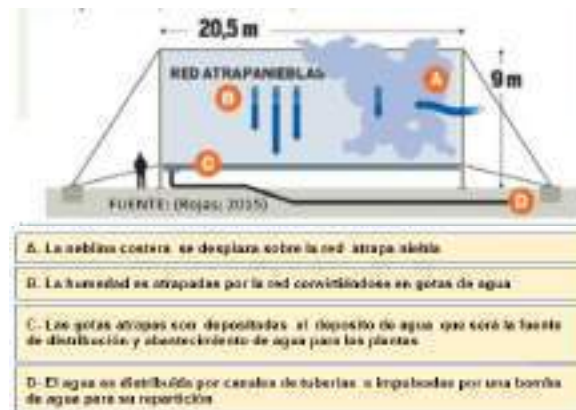 20,5 m
RED ATRAPANIEBLAS
A
B
9 m
C
D
FUENTE: (Rojas, 2015)
A. La neblina costera se desplaza sobre la red atrapa niebla
B. La humedad es atrapadas por la red convirtiéndose en gotas de agua
C- Las gotas atrapas son depositadas al deposito de agua que será la fuente
de distribución y abastecimiento de agua para las plantas
D- El agua es distribuida por canales de tuberías o impulsadas por una bomba
de agua para su repartición